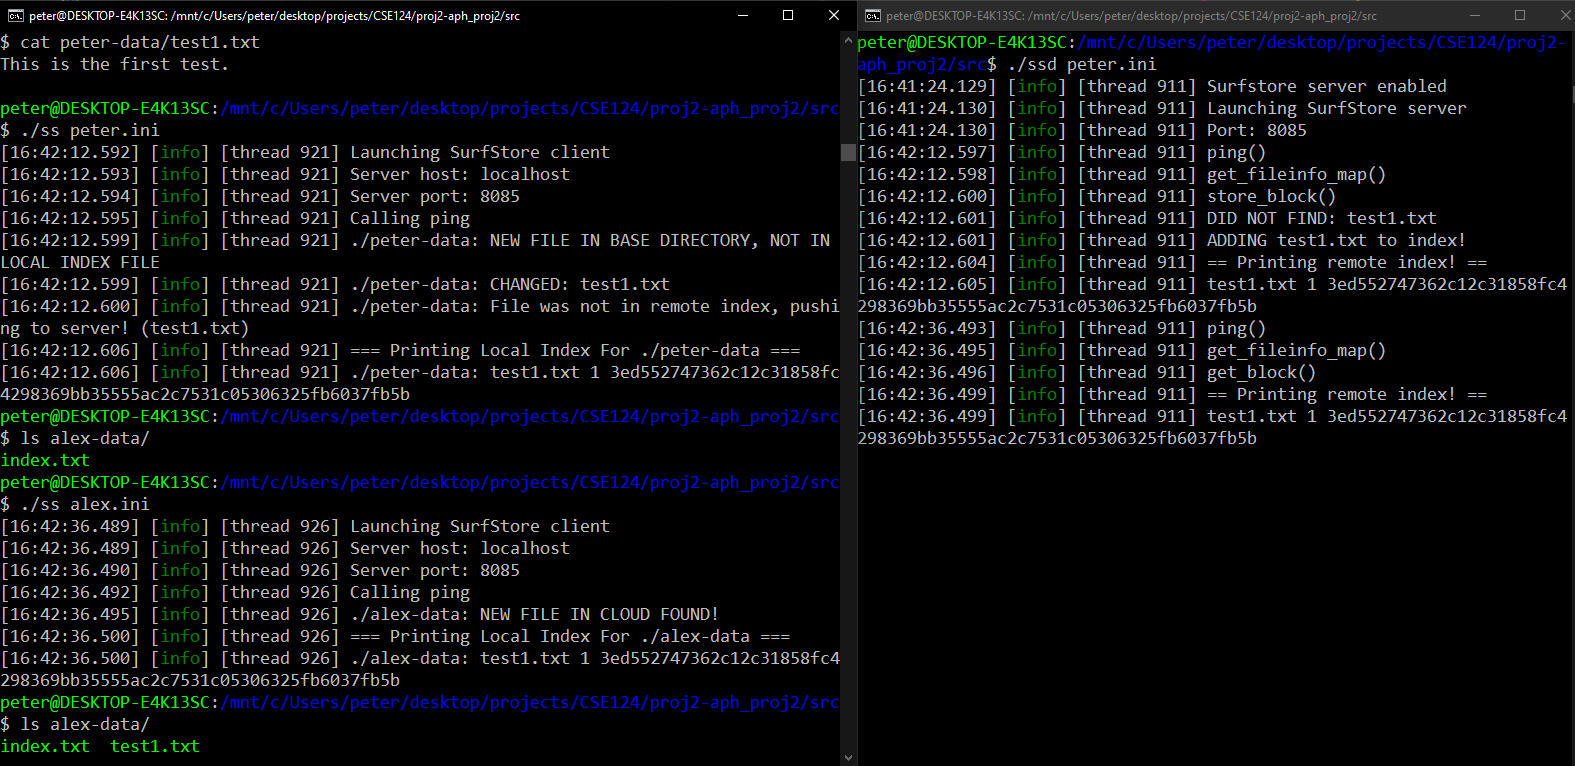 peter@DESKTOP-E4K13SC: /mnt/c/Users/peter/desktop/projects/CSE124/proj2-aph_proj2/src
$ cat peter-data/test1.txt
This is the first test.
peter@DESKTOP-E4K13SC:/mnt/c/Users/peter/desktop/projects/CSE124/proj2-aph_proj2/src
$ ./ss peter.ini
[16:42:12.592] [info] [thread 921] Launching SurfStore client
[16:42:12.593] [info] [thread 921] Server host: localhost
[16:42:12.594] [info] [thread 921] Server port: 8085
[16:42:12.595] [info] [thread 921] Calling ping
[16:42:12.599] [info] [thread 921] ./peter-data: NEW FILE IN BASE DIRECTORY, NOT IN
LOCAL INDEX FILE
[16:42:12.599] [info] [thread 921] ./peter-data: CHANGED: test1.txt
[16:42:12.600] [info] [thread 921] ./peter-data: File was not in remote index, pushi
ng to server! (test1.txt)
[16:42:12.606] [info] [thread 921] === Printing Local Index For ./peter-data ===
[16:42:12.606] [info] [thread 921] ./peter-data: test1.txt 1 3ed552747362c12c31858fc
4298369bb35555ac2c7531c05306325fb6037fb5b
peter@DESKTOP-E4K13SC:/mnt/c/Users/peter/desktop/projects/CSE124/proj2-aph_proj2/src
$ ls alex-data/
index.txt
peter@DESKTOP-E4K13SC:/mnt/c/Users/peter/desktop/projects/CSE124/proj2-aph_proj2/src
$ ./ss alex.ini
[16:42:36.489] [info] [thread 926] Launching SurfStore client
[16:42:36.489] [info] [thread 926] Server host: localhost
[16:42:36.490] [info] [thread 926] Server port: 8085
[16:42:36.492] [info] [thread 926] Calling ping
[16:42:36.495] [info] [thread 926] ./alex-data: NEW FILE IN CLOUD FOUND!
[16:42:36.500] [info] [thread 926] === Printing Local Index For ./alex-data ===
[16:42:36.500] [info] [thread 926] ./alex-data: test1.txt 1 3ed552747362c12c31858fc4
298369bb35555ac2c7531c05306325fb6037fb5b
peter@DESKTOP-E4K13SC:/mnt/c/Users/peter/desktop/projects/CSE124/proj2-aph_proj2/src
$ ls alex-data/
index.txt  test1.txt
peter@DESKTOP-E4K13SC: /mnt/c/Users/peter/desktop/projects/CSE124/proj2-aph_proj2/src
peter@DESKTOP-E4K13SC:/mnt/c/Users/peter/desktop/projects/CSE124/proj2-
aph_proj2/src$ ./ssd peter.ini
[16:41:24.129] [info] [thread 911] Surfstore server enabled
[16:41:24.130] [info] [thread 911] Launching SurfStore server
[16:41:24.130] [info] [thread 911] Port: 8085
[16:42:12.597] [info] [thread 911] ping()
[16:42:12.598] [info] [thread 911] get_fileinfo_map()
[16:42:12.600] [info] [thread 911] store_block()
[16:42:12.601] [info] [thread 911] DID NOT FIND: test1.txt
[16:42:12.601] [info] [thread 911] ADDING test1.txt to index!
[16:42:12.604] [info] [thread 911] == Printing remote index! ==
[16:42:12.605] [info] [thread 911] test1.txt 1 3ed552747362c12c31858fc4
298369bb35555ac2c7531c05306325fb6037fb5b
[16:42:36.493] [info] [thread 911] ping()
[16:42:36.495] [info] [thread 911] get_fileinfo_map()
[16:42:36.496] [info] [thread 911] get_block()
[16:42:36.499] [info] [thread 911] == Printing remote index! ==
[16:42:36.499] [info] [thread 911] test1.txt 1 3ed552747362c12c31858fc4
298369bb35555ac2c7531c05306325fb6037fb5b